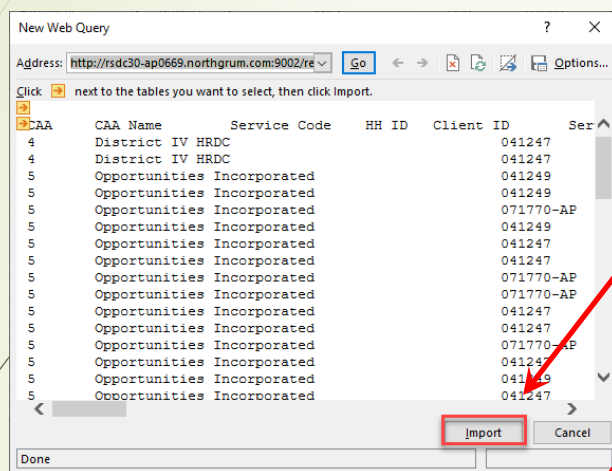 New Web Query ? ×
Address: http://rsdc30-ap0669.northgrum.com:9002/re Go Options...
Click next to the tables you want to select, then click Import.
CAA CAA Name Service Code HH ID Client ID Ser
4 District IV HRDC 041247
4 District IV HRDC 041247
5 Opportunities Incorporated 041249
5 Opportunities Incorporated 041249
5 Opportunities Incorporated 071770-AP
5 Opportunities Incorporated 041249
5 Opportunities Incorporated 041247
5 Opportunities Incorporated 041247
5 Opportunities Incorporated 071770-AP
5 Opportunities Incorporated 071770-AP
5 Opportunities Incorporated 041247
5 Opportunities Incorporated 041247
5 Opportunities Incorporated 071770-AP
5 Opportunities Incorporated 041247
5 Opportunities Incorporated 041249
5 Opportunities Incorporated 041247
Import Cancel
Done